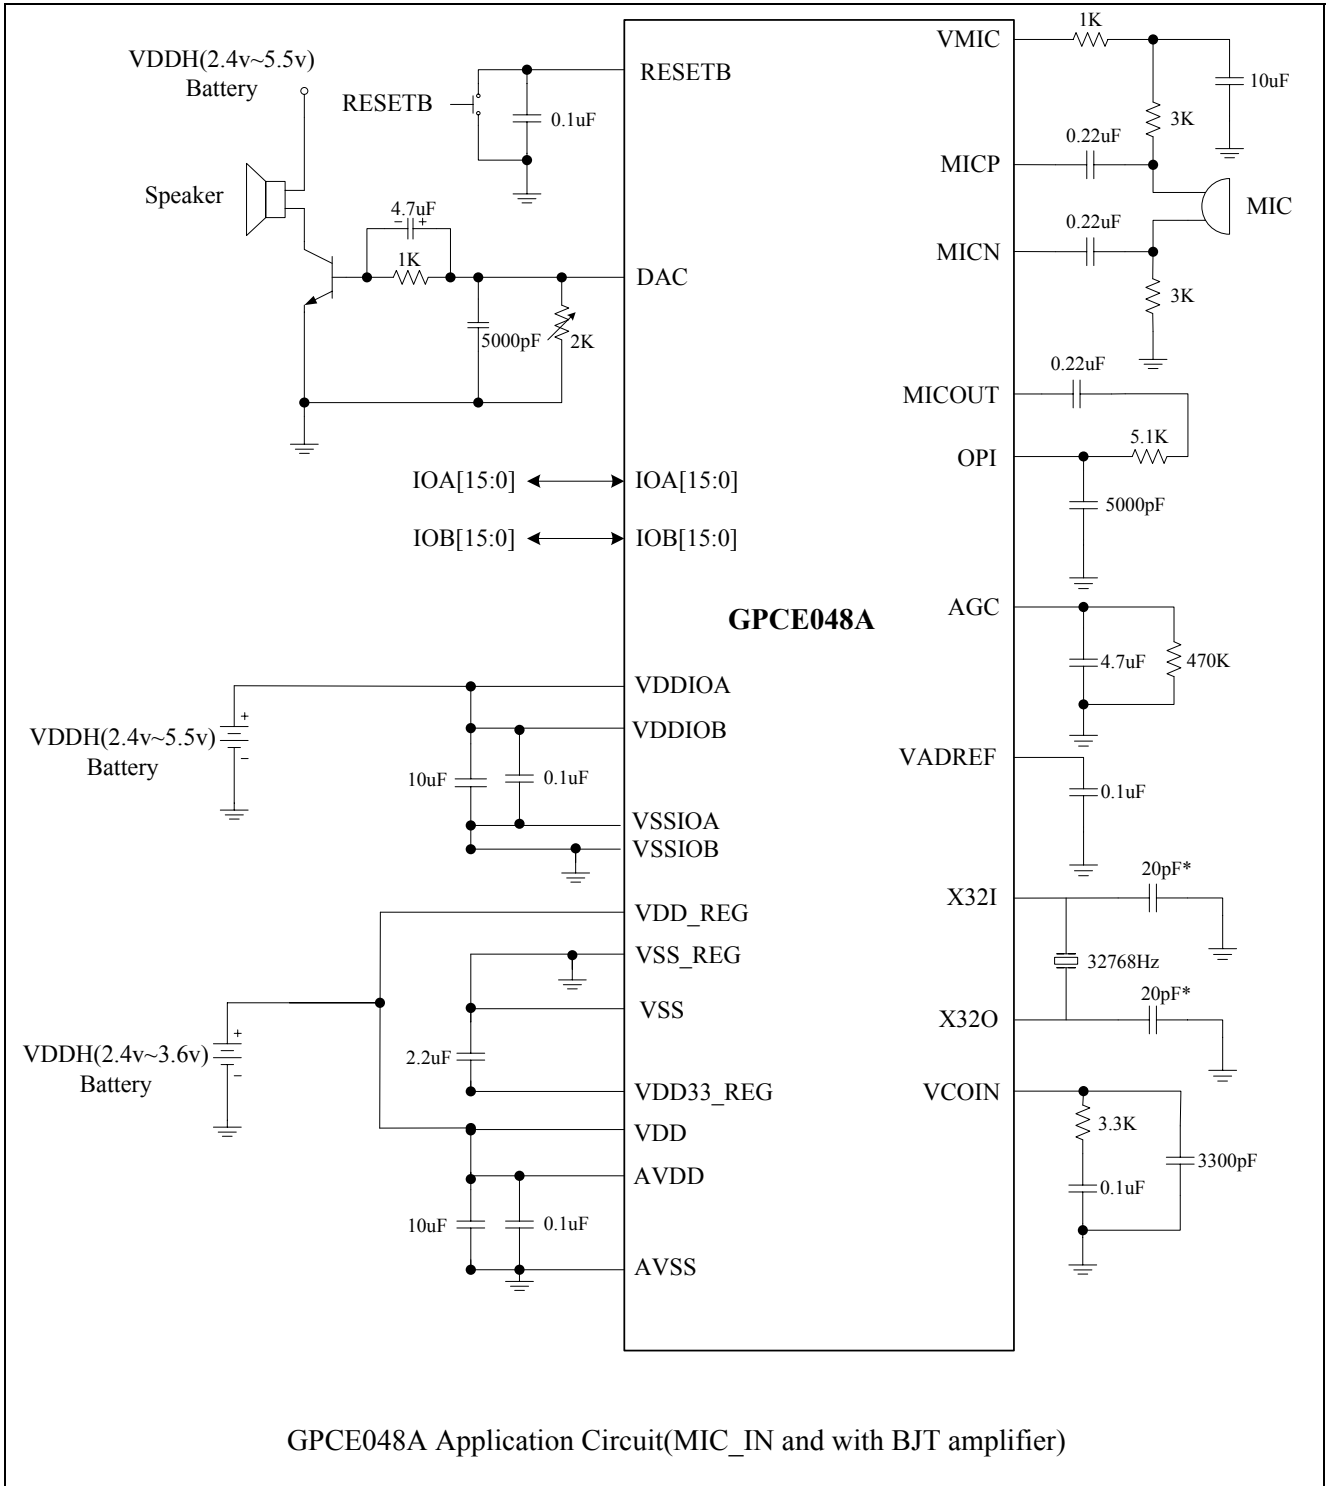 VDDH(2.4v~5.5v)
Battery
RESETB
0.1uF
RESETB
Speaker
4.7uF
− +
1K
5000pF
2K
DAC
IOA[15:0]
IOA[15:0]
IOB[15:0]
IOB[15:0]
GPCE048A
VDDH(2.4v~5.5v)
Battery
+
−
10uF
0.1uF
VDDIOA
VDDIOB
VSSIOA
VSSIOB
VDD_REG
VSS_REG
VSS
2.2uF
VDD33_REG
VDDH(2.4v~3.6v)
Battery
+
−
VDD
AVDD
10uF
0.1uF
AVSS
VMIC
1K
10uF
3K
MICP
0.22uF
MIC
MICN
0.22uF
3K
MICOUT
0.22uF
OPI
5.1K
5000pF
AGC
4.7uF
470K
VADREF
0.1uF
X32I
20pF*
32768Hz
X32O
20pF*
VCOIN
3.3K
0.1uF
3300pF
GPCE048A Application Circuit(MIC_IN and with BJT amplifier)